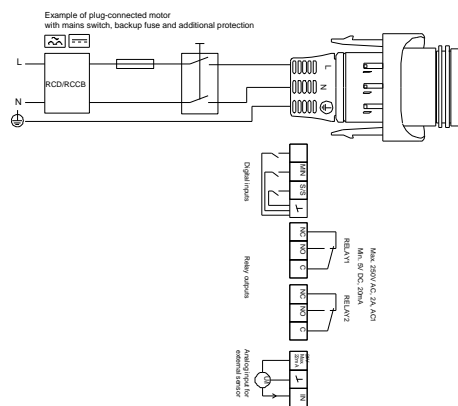 Example of plug-connected motor
with mains switch, backup fuse and additional protection
L
RCD/RCCB
N
L
N
Digital inputs
MIN
S/S
Relay outputs
NC
NO
C
RELAY1
NC
NO
C
RELAY2
Max. 250V AC, 2A, AC1
Min. 5V DC, 20mA
Analog input for
external sensor
Max.
22mA
IN